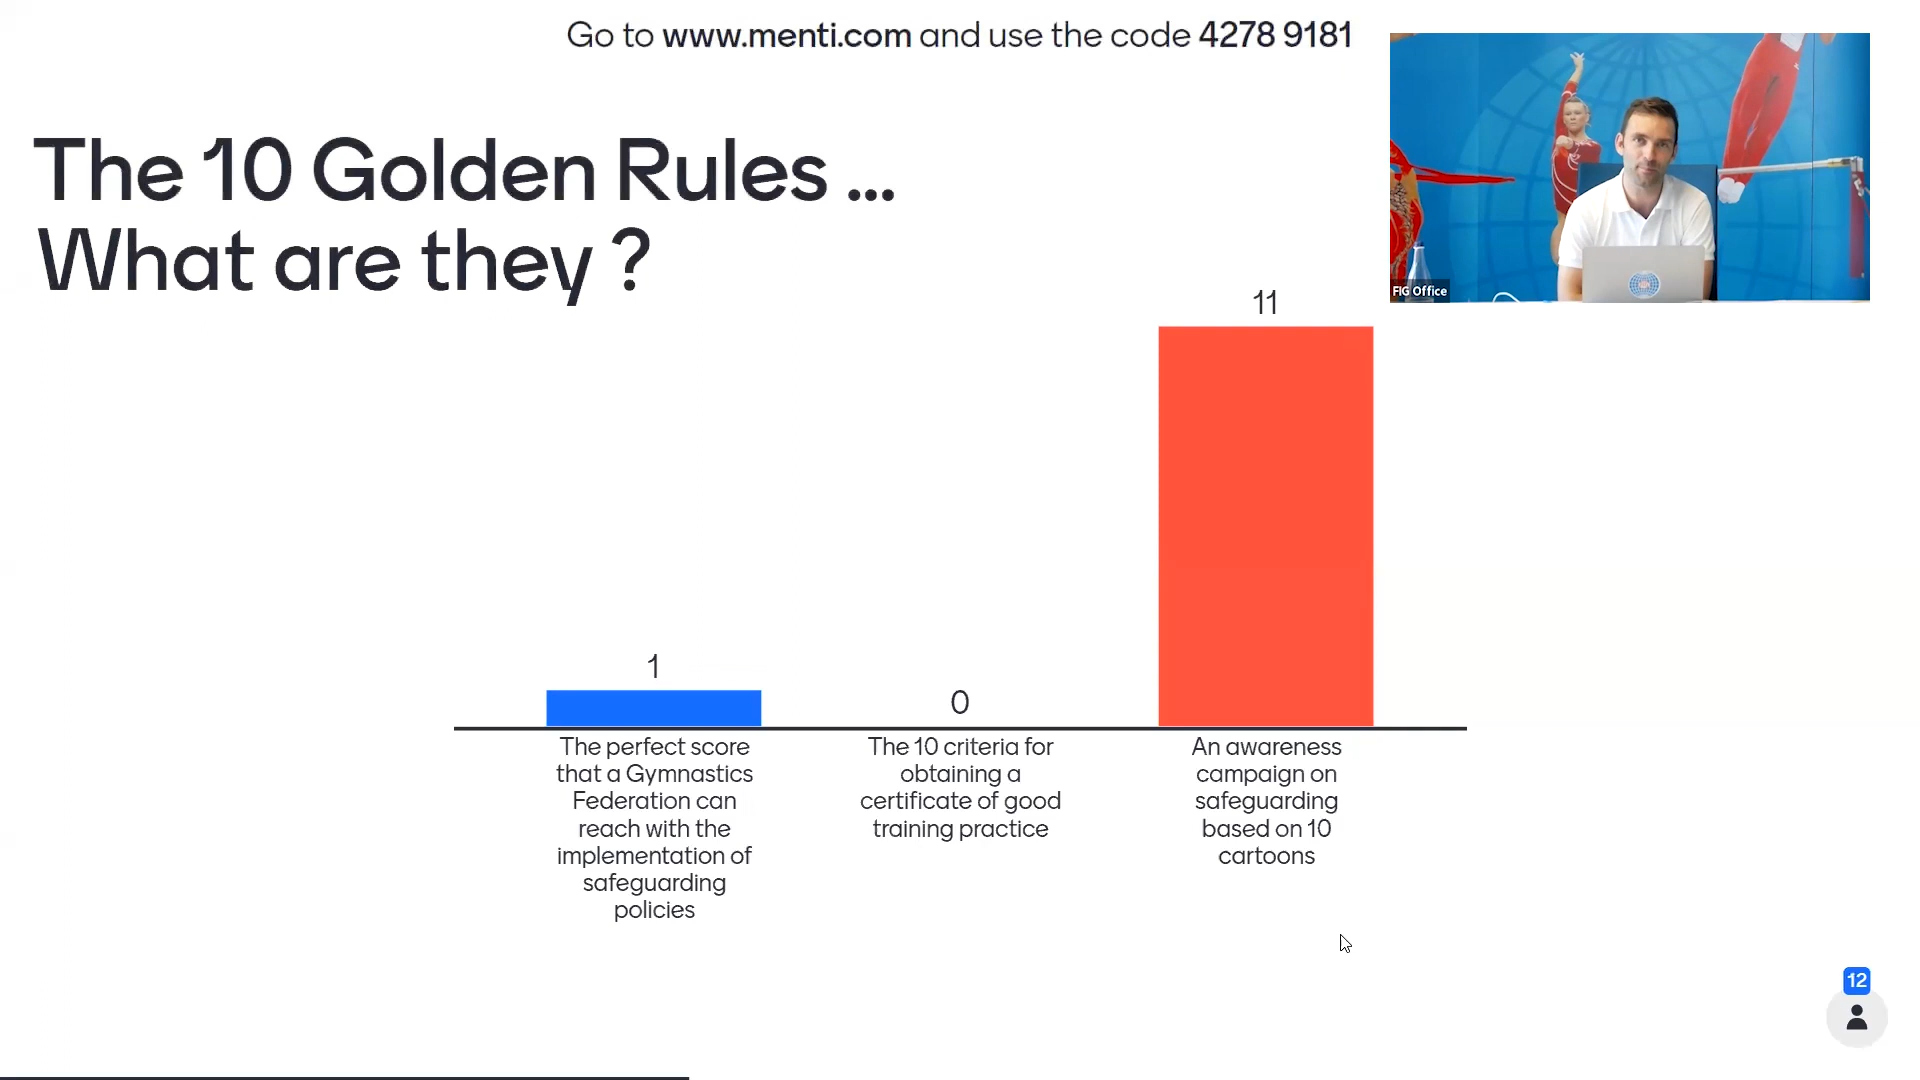 Go to www.menti.com and use the code 4278 9181
The 10 Golden Rules ...
What are they ?
FIG Office
11
1
0
The perfect score
that a Gymnastics
Federation can
reach with the
implementation of
safeguarding
policies
The 10 criteria for
obtaining a
certificate of good
training practice
An awareness
campaign on
safeguarding
based on 10
cartoons
12